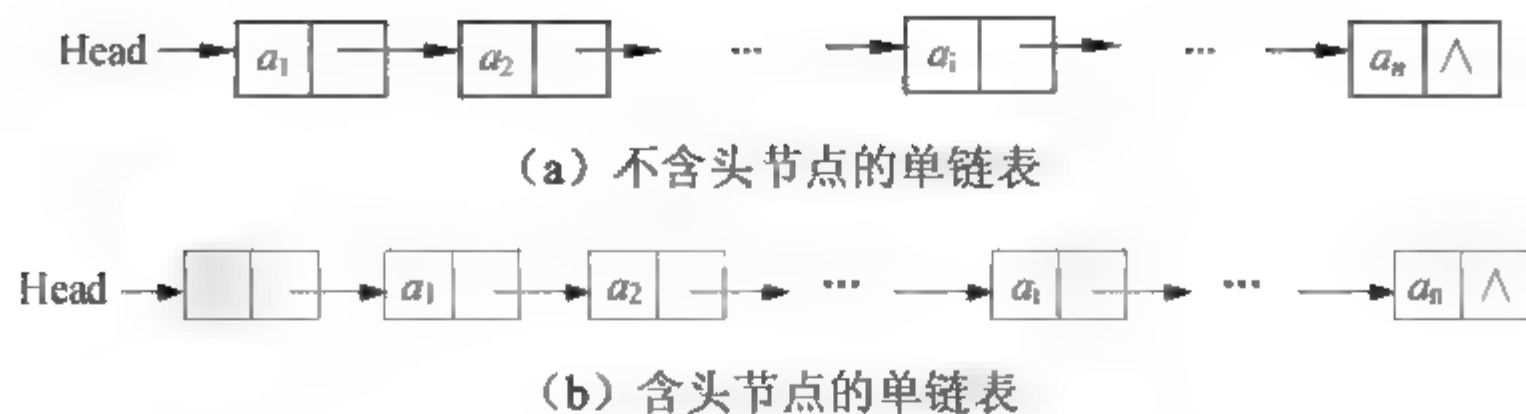 Head a₁ a₂ ... aᵢ ... aₙ ∧
（a）不含头节点的单链表
Head a₁ a₂ ... aᵢ ... aₙ ∧
（b）含头节点的单链表